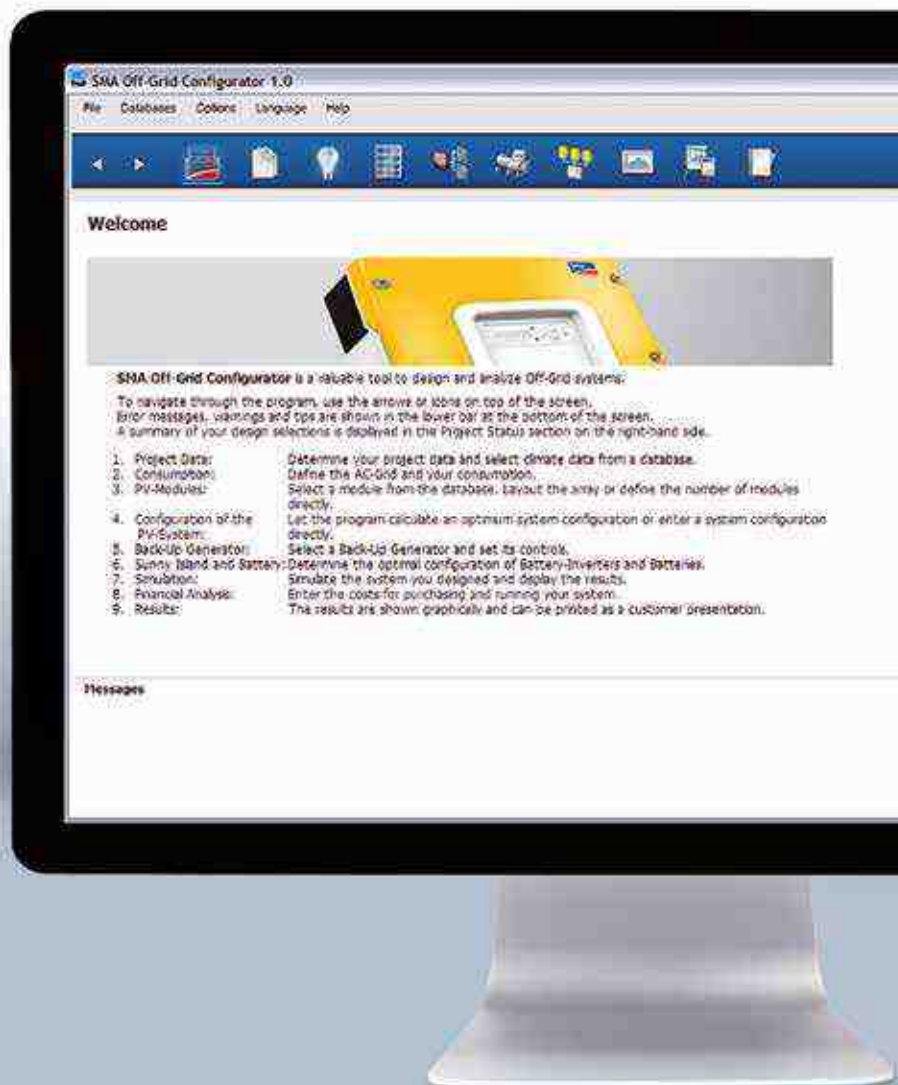 SMA Off-Grid Configurator 1.0
File Databases Options Language Help
Welcome
SMA Off-Grid Configurator is a valuable tool to design and analize Off-Grid systems.
To navigate through the program, use the arrows or icons on top of the screen.
Error messages, warnings and tips are shown in the lower bar at the bottom of the screen.
A summary of your design selections is displayed in the Project Status section on the right-hand side.
1. Project Data: Determine your project data and select climate data from a database.
2. Consumption: Define the AC-Grid and your consumption.
3. PV-Modules: Select a module from the database. Layout the array or define the number of modules
directly.
4. Configuration of the Let the program calculate an optimum system configuration or enter a system configuration
PV-System: directly.
5. Back-Up Generator: Select a Back-Up Generator and set its controls.
6. Sunny Island and Battery: Determine the optimal configuration of Battery-Inverters and Batteries.
7. Simulation: Simulate the system you designed and display the results.
8. Financial Analysis: Enter the costs for purchasing and running your system.
9. Results: The results are shown graphically and can be printed as a customer presentation.
Messages